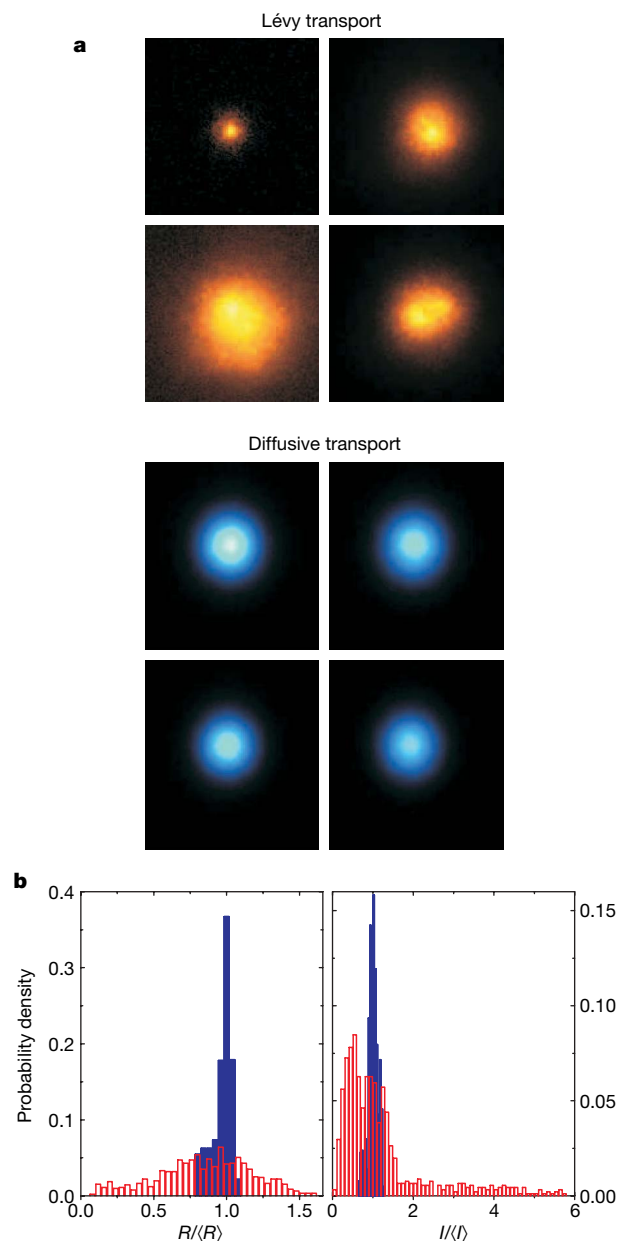 Lévy transport
a
Diffusive transport
b
0.4
0.3
0.2
0.1
0.0
Probability density
0.15
0.10
0.05
0.00
0.0 0.5 1.0 1.5
0 2 4 6
R/⟨R⟩
I/⟨I⟩